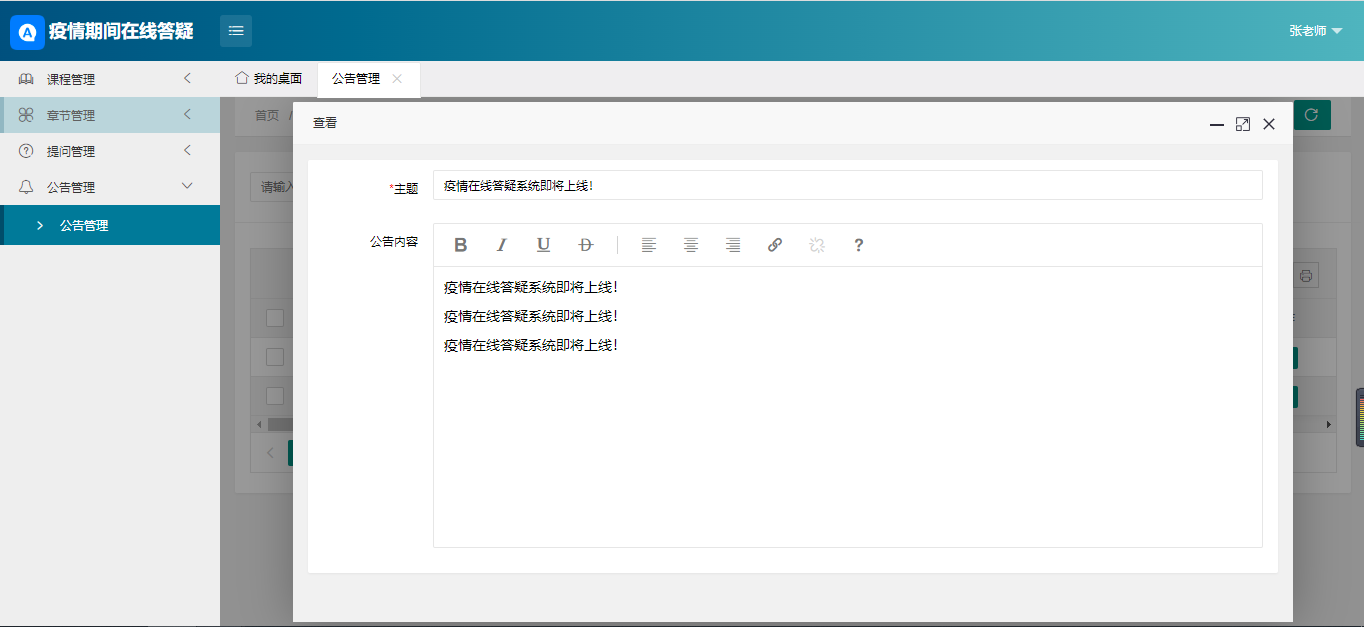 疫情期间在线答疑
张老师
课程管理
章节管理
提问管理
公告管理
公告管理
我的桌面
公告管理
首页 /
查看
请输入
*主题
疫情在线答疑系统即将上线!
公告内容
B I U D ?
疫情在线答疑系统即将上线!
疫情在线答疑系统即将上线!
疫情在线答疑系统即将上线!